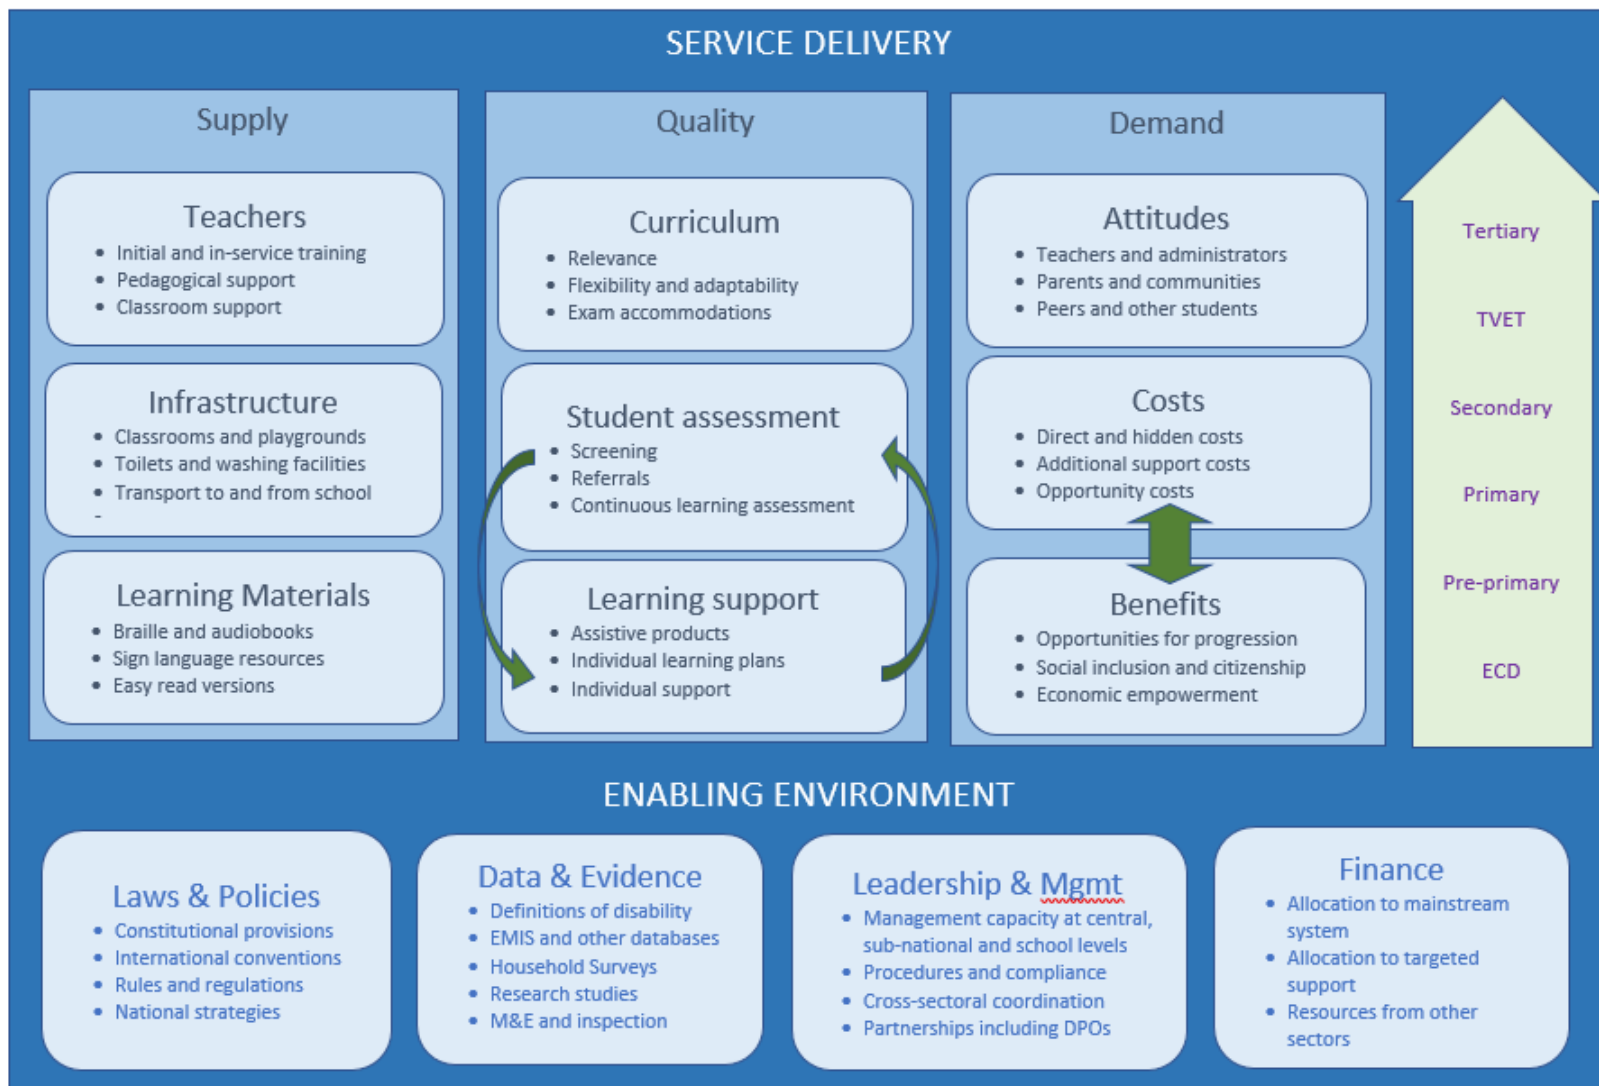 SERVICE DELIVERY
Supply
Teachers
• Initial and in-service training
• Pedagogical support
• Classroom support
Infrastructure
• Classrooms and playgrounds
• Toilets and washing facilities
• Transport to and from school
-
Learning Materials
• Braille and audiobooks
• Sign language resources
• Easy read versions
Quality
Curriculum
• Relevance
• Flexibility and adaptability
• Exam accommodations
Student assessment
• Screening
• Referrals
• Continuous learning assessment
Learning support
• Assistive products
• Individual learning plans
• Individual support
Demand
Attitudes
• Teachers and administrators
• Parents and communities
• Peers and other students
Costs
• Direct and hidden costs
• Additional support costs
• Opportunity costs
Benefits
• Opportunities for progression
• Social inclusion and citizenship
• Economic empowerment
Tertiary
TVET
Secondary
Primary
Pre-primary
ECD
ENABLING ENVIRONMENT
Laws & Policies
• Constitutional provisions
• International conventions
• Rules and regulations
• National strategies
Data & Evidence
• Definitions of disability
• EMIS and other databases
• Household Surveys
• Research studies
• M&E and inspection
Leadership & Mgmt
• Management capacity at central,
sub-national and school levels
• Procedures and compliance
• Cross-sectoral coordination
• Partnerships including DPOs
Finance
• Allocation to mainstream
system
• Allocation to targeted
support
• Resources from other
sectors